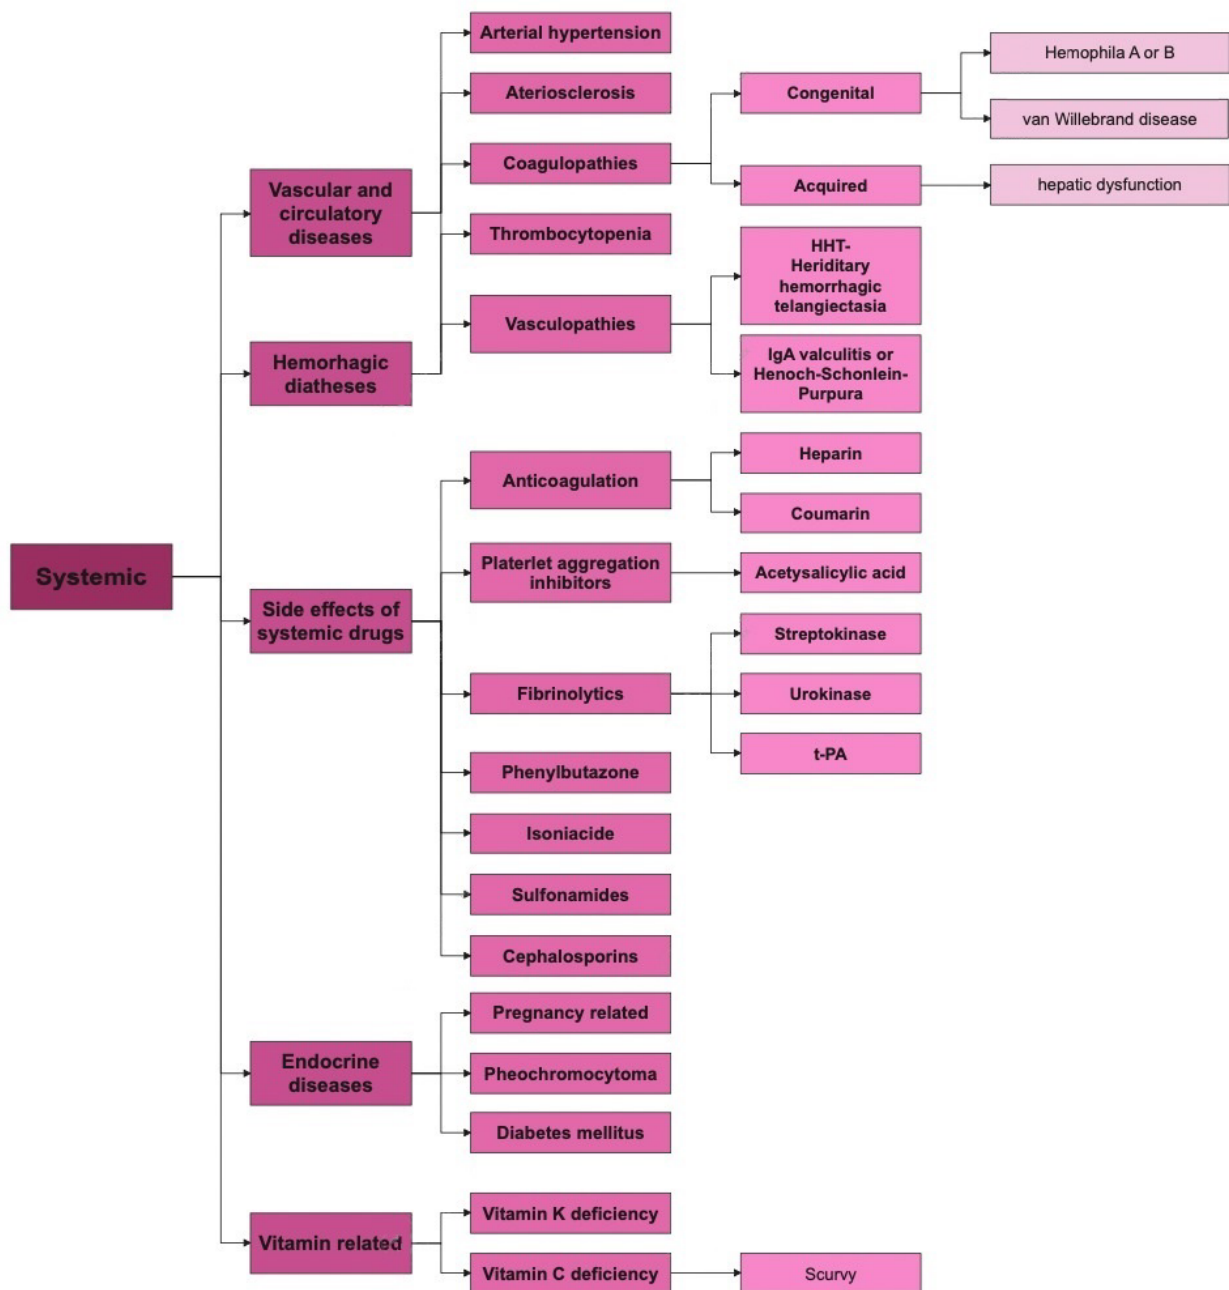 Arterial hypertension
Ateriosclerosis
Coagulopathies
Congenital
Hemophila A or B
van Willebrand disease
Acquired
hepatic dysfunction
Vascular and
circulatory
diseases
Thrombocytopenia
HHT-
Heriditary
hemorrhagic
telangiectasia
Vasculopathies
IgA valculitis or
Henoch-Schonlein-
Purpura
Hemorhagic
diatheses
Systemic
Side effects of
systemic drugs
Anticoagulation
Heparin
Coumarin
Platerlet aggregation
inhibitors
Acetysalicylic acid
Fibrinolytics
Streptokinase
Urokinase
t-PA
Phenylbutazone
Isoniacide
Sulfonamides
Cephalosporins
Endocrine
diseases
Pregnancy related
Pheochromocytoma
Diabetes mellitus
Vitamin related
Vitamin K deficiency
Vitamin C deficiency
Scurvy